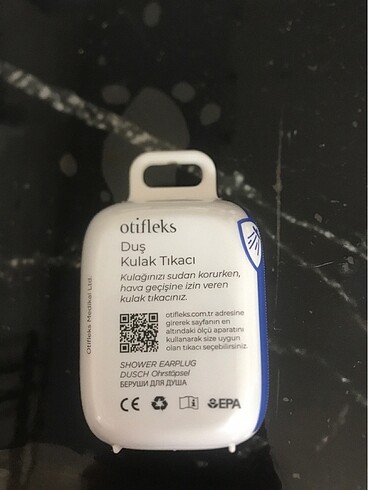 otifleks
Duş
Kulak Tıkacı
Kulağınızı sudan korurken,
hava geçişine izin veren
kulak tıkacınız.
otifleks.com.tr adresine
girerek sayfanın en
altındaki ölçü aparatını
kullanarak size uygun
olan tıkacı seçebilirsiniz.
SHOWER EARPLUG
DUSCH Ohrstöpsel
БЕРУШИ ДЛЯ ДУША
CE
EPA
Otifleks Medikal Ltd.